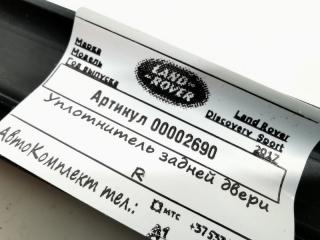 Марка
Модель
Год выпуска
LAND
ROVER
Land Rover
Discovery Sport
2017
Артикул 00002690
Уплотнитель задней двери
R
АвтоКомплект тел:
МТС
+37533